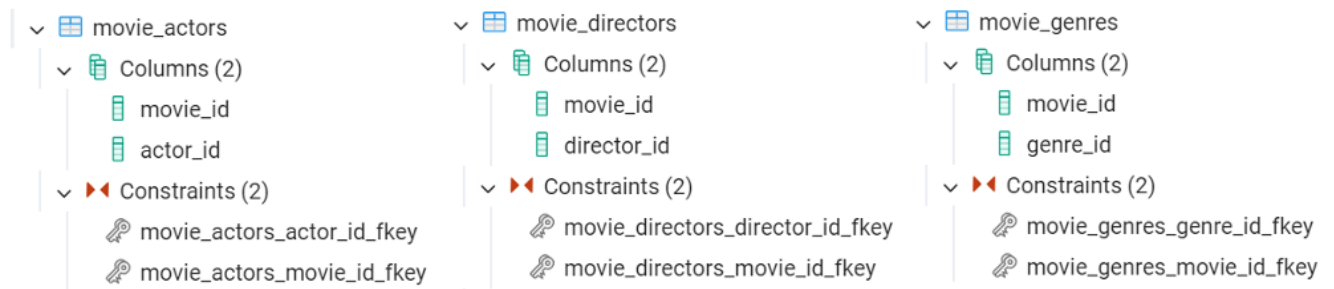 movie_actors
Columns (2)
movie_id
actor_id
Constraints (2)
movie_actors_actor_id_fkey
movie_actors_movie_id_fkey
movie_directors
Columns (2)
movie_id
director_id
Constraints (2)
movie_directors_director_id_fkey
movie_directors_movie_id_fkey
movie_genres
Columns (2)
movie_id
genre_id
Constraints (2)
movie_genres_genre_id_fkey
movie_genres_movie_id_fkey